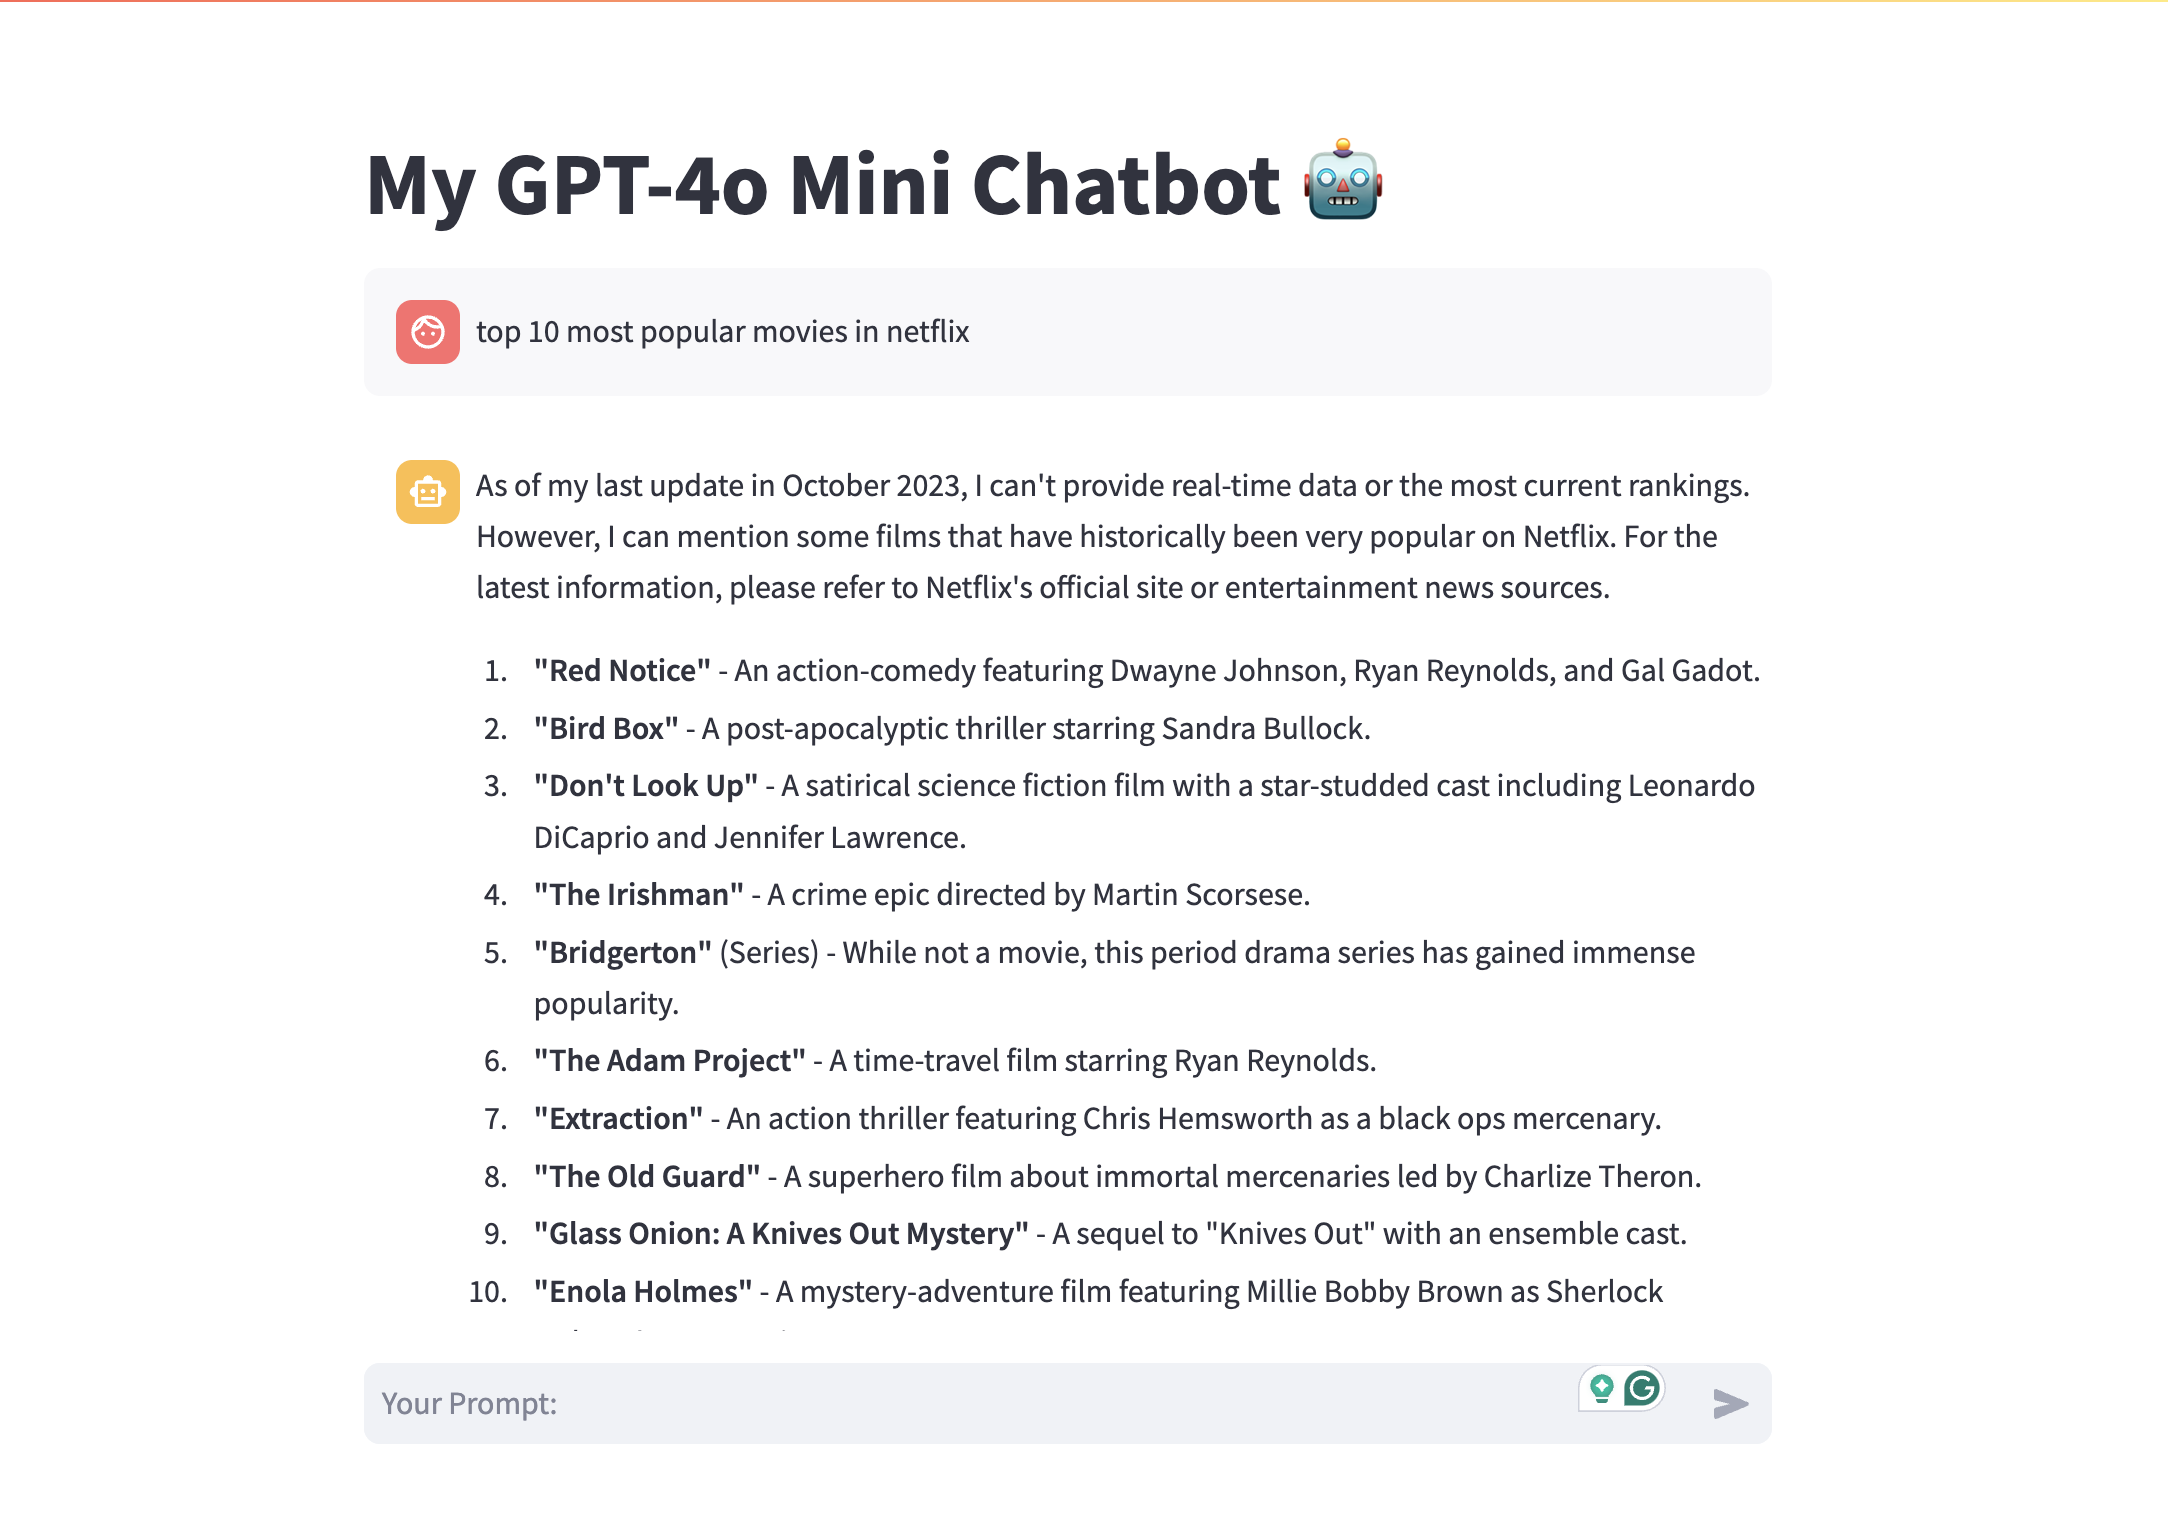 My GPT-4o Mini Chatbot 🤖
top 10 most popular movies in netflix
As of my last update in October 2023, I can't provide real-time data or the most current rankings.
However, I can mention some films that have historically been very popular on Netflix. For the
latest information, please refer to Netflix's official site or entertainment news sources.
1. "Red Notice" - An action-comedy featuring Dwayne Johnson, Ryan Reynolds, and Gal Gadot.
2. "Bird Box" - A post-apocalyptic thriller starring Sandra Bullock.
3. "Don't Look Up" - A satirical science fiction film with a star-studded cast including Leonardo
DiCaprio and Jennifer Lawrence.
4. "The Irishman" - A crime epic directed by Martin Scorsese.
5. "Bridgerton" (Series) - While not a movie, this period drama series has gained immense
popularity.
6. "The Adam Project" - A time-travel film starring Ryan Reynolds.
7. "Extraction" - An action thriller featuring Chris Hemsworth as a black ops mercenary.
8. "The Old Guard" - A superhero film about immortal mercenaries led by Charlize Theron.
9. "Glass Onion: A Knives Out Mystery" - A sequel to "Knives Out" with an ensemble cast.
10. "Enola Holmes" - A mystery-adventure film featuring Millie Bobby Brown as Sherlock
Your Prompt: